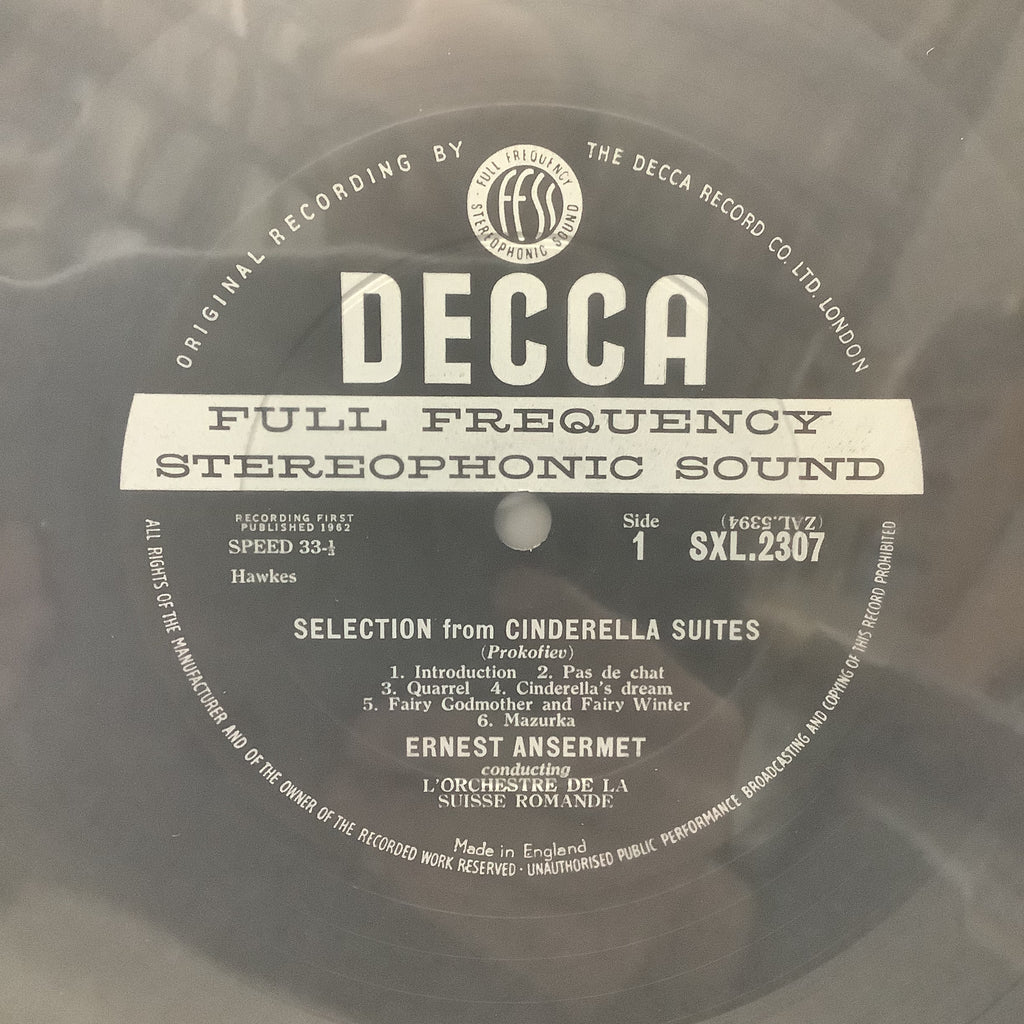 ORIGINAL RECORDING BY THE DECCA RECORD CO. LTD. LONDON
FULL FREQUENCY
ffss
STEREOPHONIC SOUND
DECCA
FULL FREQUENCY
STEREOPHONIC SOUND
RECORDING FIRST
PUBLISHED 1962
SPEED 33-⅓
Hawkes
Side
1
(ZAL.5394)
SXL.2307
SELECTION from CINDERELLA SUITES
(Prokofiev)
1. Introduction 2. Pas de chat
3. Quarrel 4. Cinderella's dream
5. Fairy Godmother and Fairy Winter
6. Mazurka
ERNEST ANSERMET
conducting
L'ORCHESTRE DE LA
SUISSE ROMANDE
Made in England
ALL RIGHTS OF THE MANUFACTURER AND OF THE OWNER OF THE RECORDED WORK RESERVED · UNAUTHORISED PUBLIC PERFORMANCE BROADCASTING AND COPYING OF THIS RECORD PROHIBITED